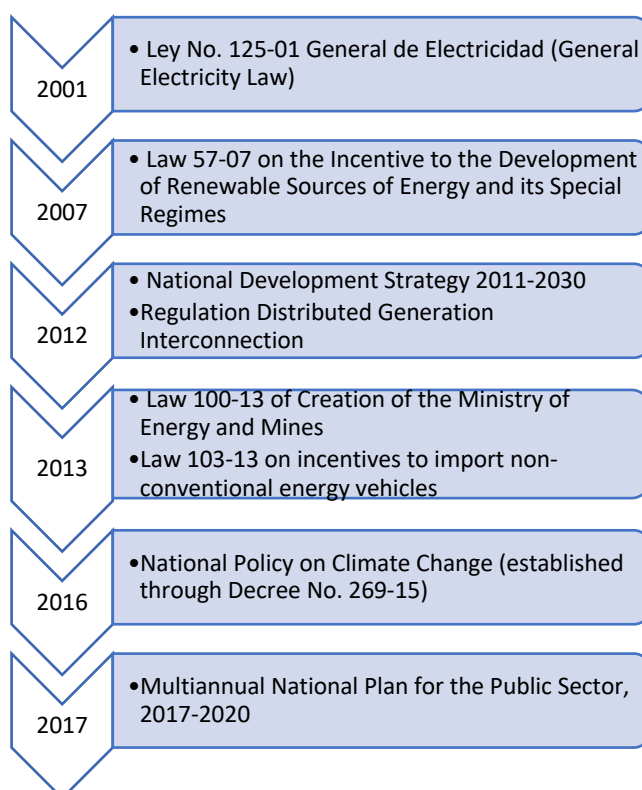 2001
• Ley No. 125-01 General de Electricidad (General
Electricity Law)
2007
• Law 57-07 on the Incentive to the Development
of Renewable Sources of Energy and its Special
Regimes
2012
• National Development Strategy 2011-2030
•Regulation Distributed Generation
Interconnection
2013
• Law 100-13 of Creation of the Ministry of
Energy and Mines
•Law 103-13 on incentives to import non-
conventional energy vehicles
2016
•National Policy on Climate Change (established
through Decree No. 269-15)
2017
•Multiannual National Plan for the Public Sector,
2017-2020